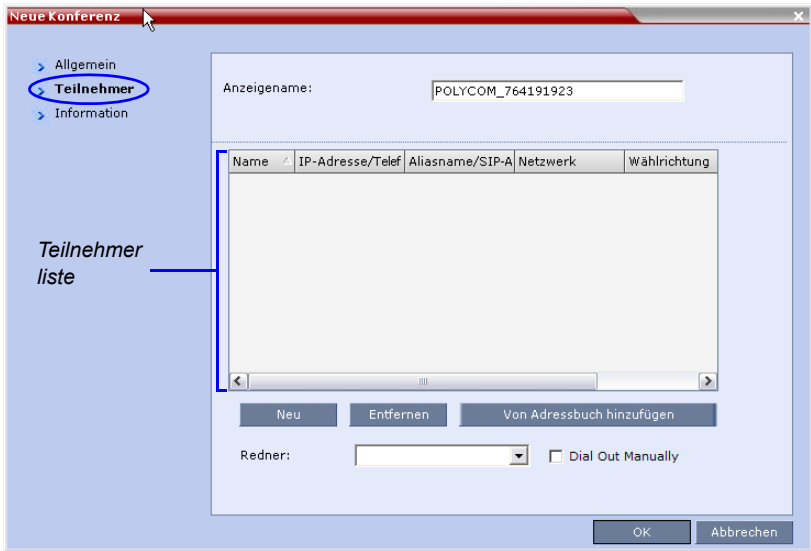 Neue Konferenz
Allgemein
Teilnehmer
Information
Anzeigename:
POLYCOM_764191923
Name IP-Adresse/Telef Aliasname/SIP-A Netzwerk Wählrichtung
Teilnehmer
liste
Neu Entfernen Von Adressbuch hinzufügen
Redner: Dial Out Manually
OK Abbrechen